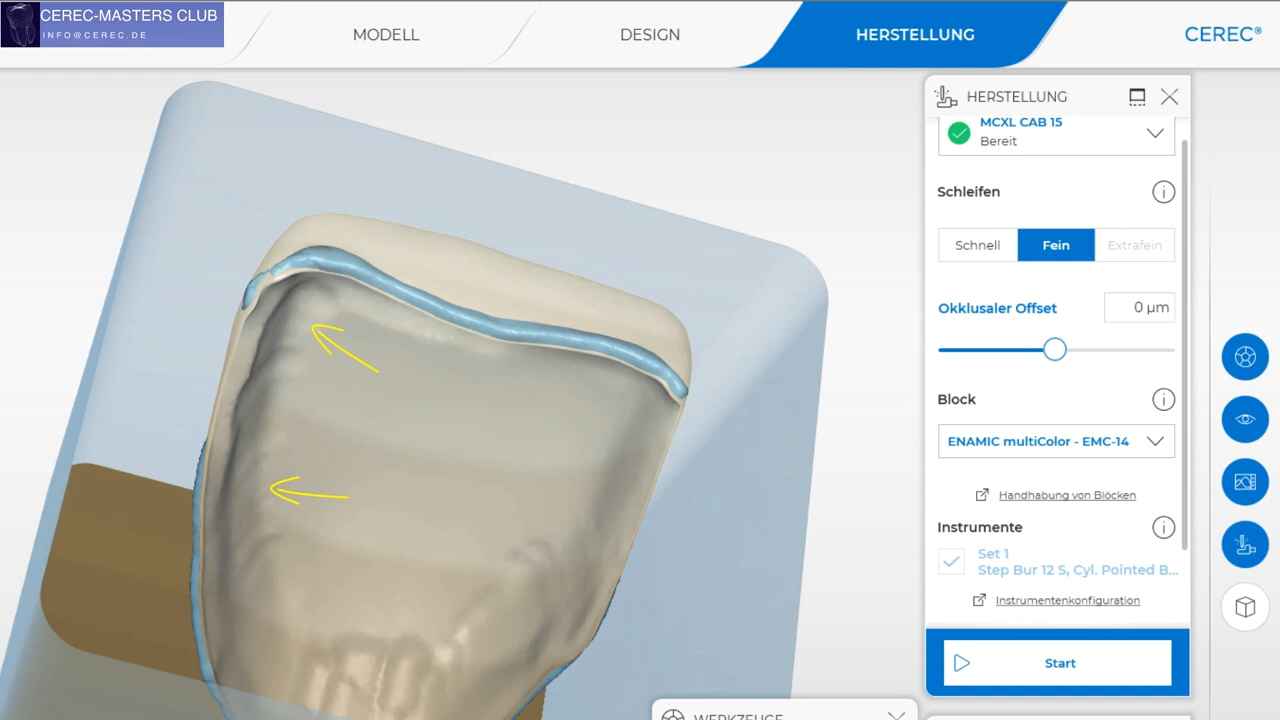 CEREC-MASTERS CLUB
INFO@CEREC.DE
MODELL
DESIGN
HERSTELLUNG
CEREC®
HERSTELLUNG
MCXL CAB 15
Bereit
Schleifen
Schnell
Fein
Extrafein
Okklusaler Offset
0 µm
Block
ENAMIC multiColor - EMC-14
Handhabung von Blöcken
Instrumente
Set 1
Step Bur 12 S, Cyl. Pointed B...
Instrumentenkonfiguration
Start
WERKZEUGE